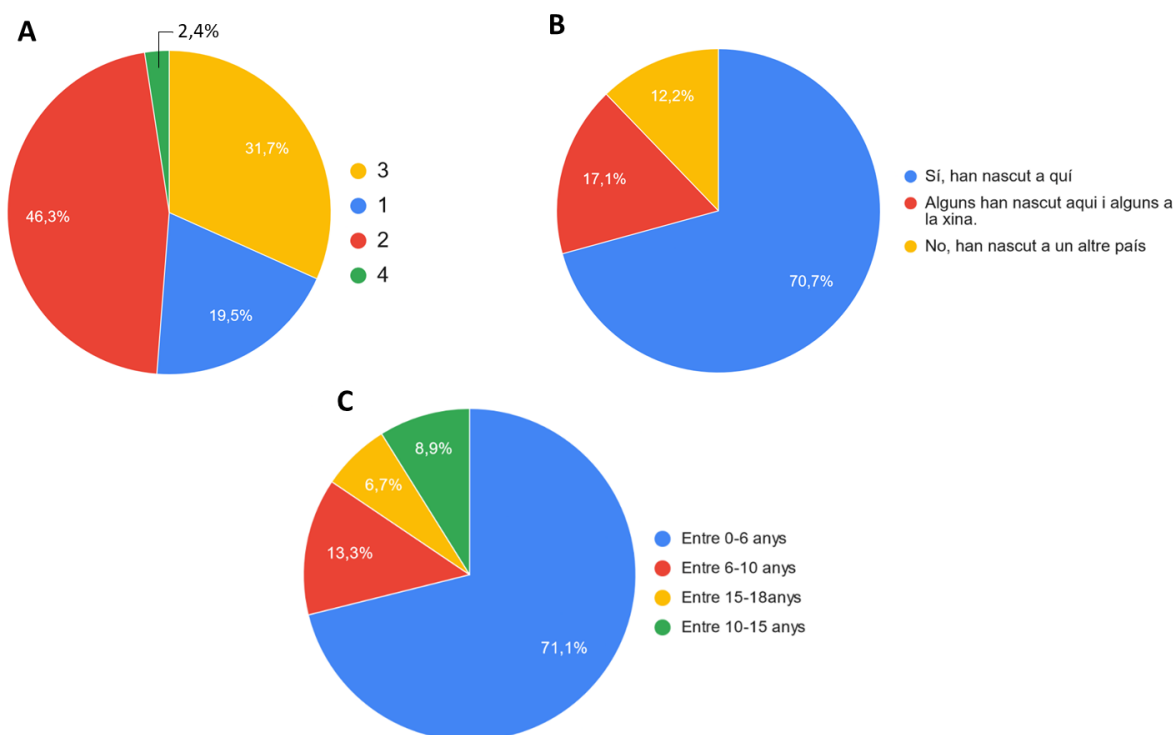 A
2,4%
31,7%
46,3%
19,5%
3
1
2
4
B
12,2%
17,1%
70,7%
Sí, han nascut a quí
Alguns han nascut aqui i alguns a
la xina.
No, han nascut a un altre país
C
8,9%
6,7%
13,3%
71,1%
Entre 0-6 anys
Entre 6-10 anys
Entre 15-18anys
Entre 10-15 anys